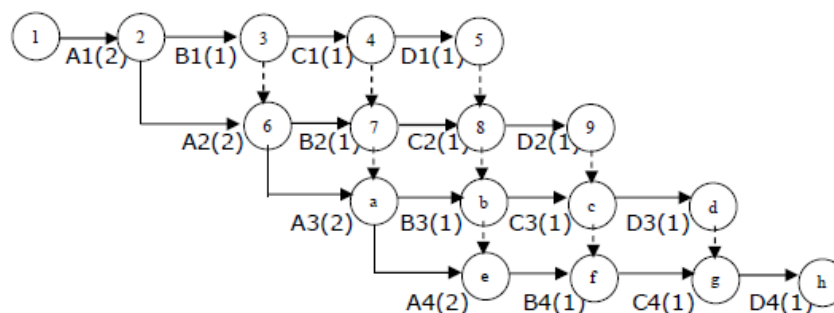 1 2 3 4 5
A1(2) B1(1) C1(1) D1(1)
6 7 8 9
A2(2) B2(1) C2(1) D2(1)
a b c d
A3(2) B3(1) C3(1) D3(1)
e f g h
A4(2) B4(1) C4(1) D4(1)